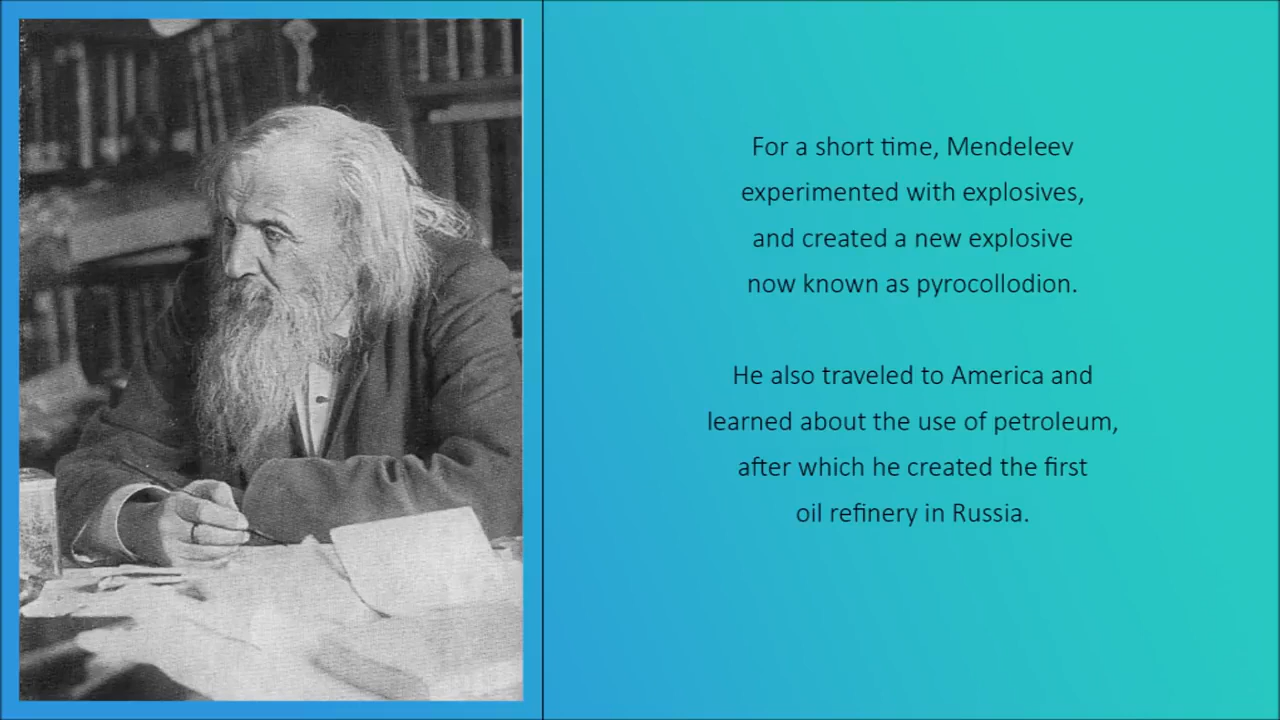 For a short time, Mendeleev
experimented with explosives,
and created a new explosive
now known as pyrocollodion.
He also traveled to America and
learned about the use of petroleum,
after which he created the first
oil refinery in Russia.